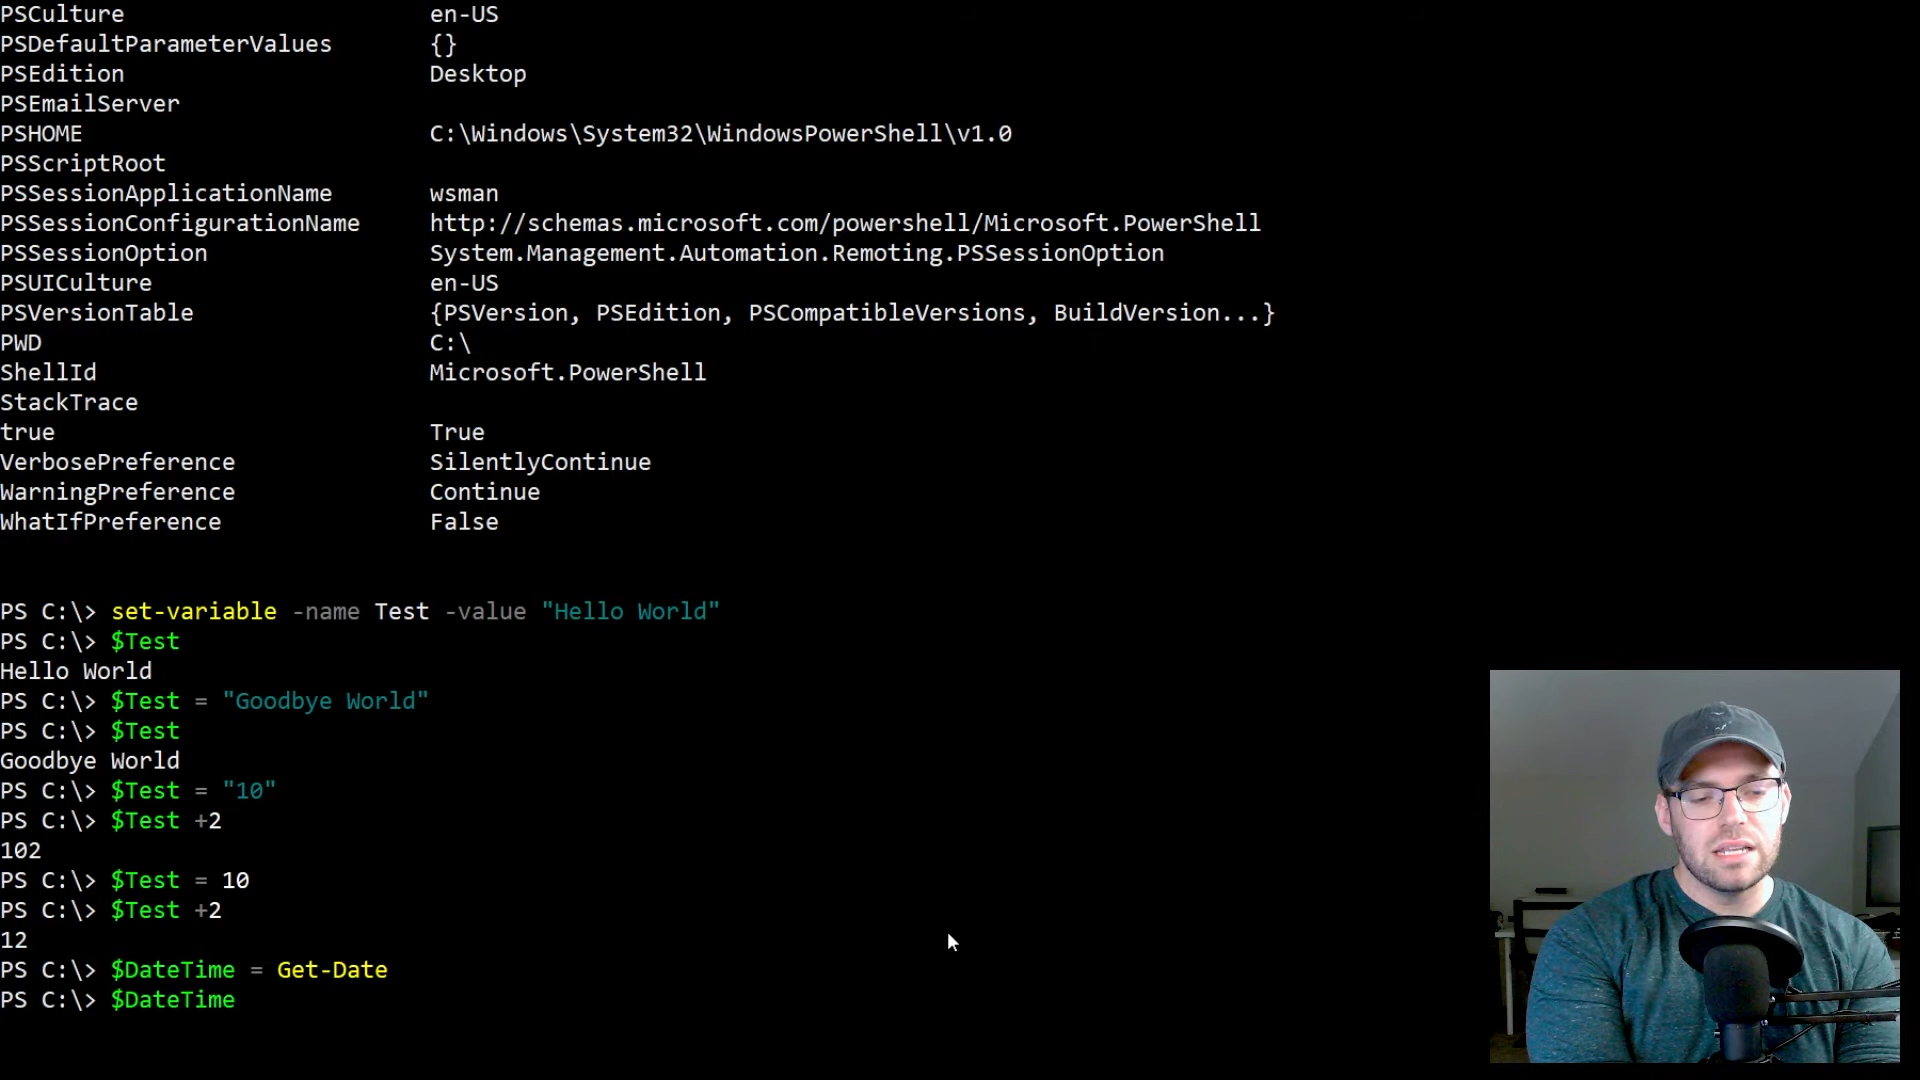 PSCulture en-US
PSDefaultParameterValues {}
PSEdition Desktop
PSEmailServer
PSHOME C:\Windows\System32\WindowsPowerShell\v1.0
PSScriptRoot
PSSessionApplicationName wsman
PSSessionConfigurationName http://schemas.microsoft.com/powershell/Microsoft.PowerShell
PSSessionOption System.Management.Automation.Remoting.PSSessionOption
PSUICulture en-US
PSVersionTable {PSVersion, PSEdition, PSCompatibleVersions, BuildVersion...}
PWD C:\
ShellId Microsoft.PowerShell
StackTrace
true True
VerbosePreference SilentlyContinue
WarningPreference Continue
WhatIfPreference False
PS C:\> set-variable -name Test -value "Hello World"
PS C:\> $Test
Hello World
PS C:\> $Test = "Goodbye World"
PS C:\> $Test
Goodbye World
PS C:\> $Test = "10"
PS C:\> $Test +2
102
PS C:\> $Test = 10
PS C:\> $Test +2
12
PS C:\> $DateTime = Get-Date
PS C:\> $DateTime